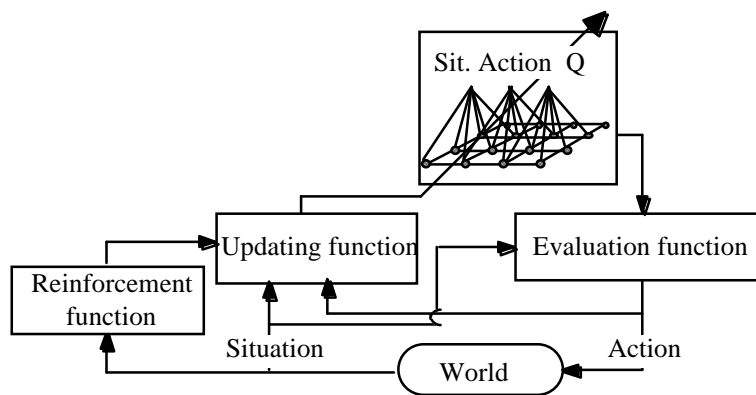 Sit. Action Q
Updating function
Evaluation function
Reinforcement
function
Situation
Action
World